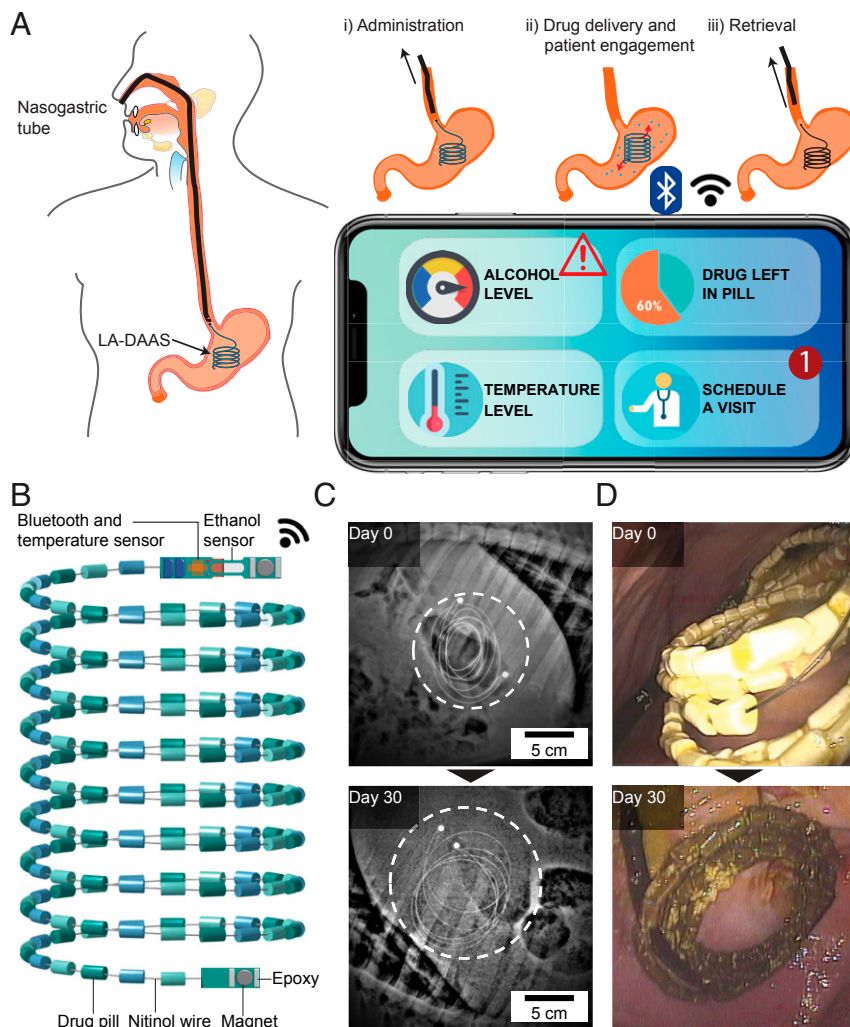 A
i) Administration
ii) Drug delivery and
patient engagement
iii) Retrieval
Nasogastric
tube
LA-DAAS
ALCOHOL
LEVEL
DRUG LEFT
IN PILL
60%
TEMPERATURE
LEVEL
SCHEDULE
A VISIT
1
B
Bluetooth and
temperature sensor
Ethanol
sensor
Epoxy
Drug pill
Nitinol wire
Magnet
C
Day 0
5 cm
Day 30
5 cm
D
Day 0
Day 30